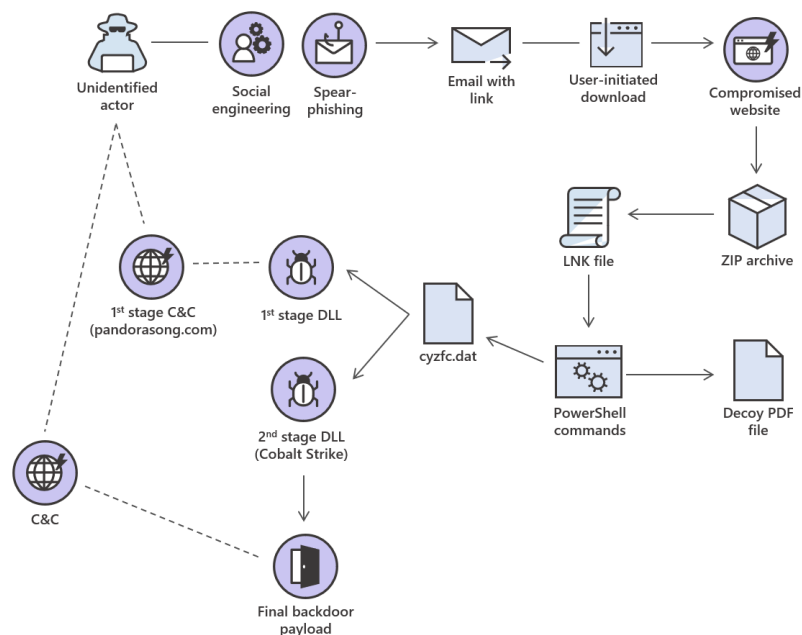 Unidentified
actor
Social
engineering
Spear-
phishing
Email with
link
User-initiated
download
Compromised
website
LNK file
ZIP archive
1st stage C&C
(pandorasong.com)
1st stage DLL
cyzfc.dat
PowerShell
commands
Decoy PDF
file
2nd stage DLL
(Cobalt Strike)
C&C
Final backdoor
payload